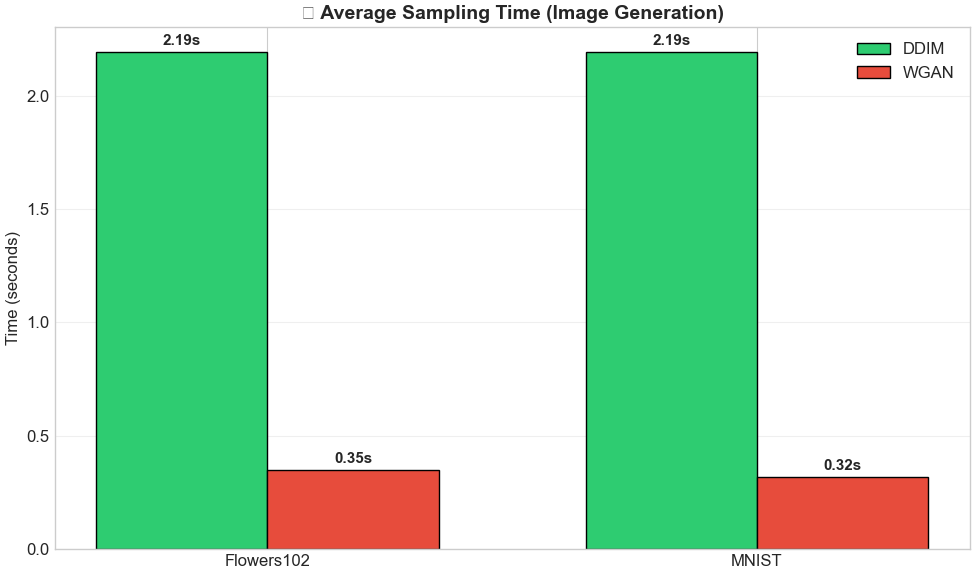 Average Sampling Time (Image Generation)
2.19s
2.19s
DDIM
WGAN
2.0
1.5
Time (seconds)
1.0
0.5
0.35s
0.32s
0.0
Flowers102
MNIST